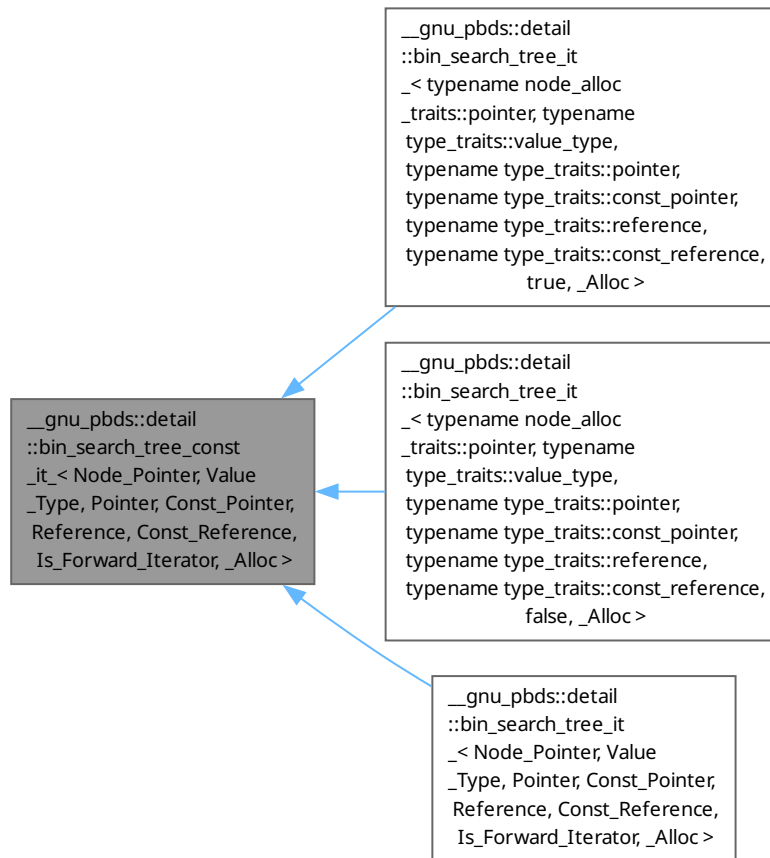 __gnu_pbds::detail
::bin_search_tree_it
_< typename node_alloc
_traits::pointer, typename
type_traits::value_type,
typename type_traits::pointer,
typename type_traits::const_pointer,
typename type_traits::reference,
typename type_traits::const_reference,
true, _Alloc >
__gnu_pbds::detail
::bin_search_tree_const
_it_< Node_Pointer, Value
_Type, Pointer, Const_Pointer,
Reference, Const_Reference,
Is_Forward_Iterator, _Alloc >
__gnu_pbds::detail
::bin_search_tree_it
_< typename node_alloc
_traits::pointer, typename
type_traits::value_type,
typename type_traits::pointer,
typename type_traits::const_pointer,
typename type_traits::reference,
typename type_traits::const_reference,
false, _Alloc >
__gnu_pbds::detail
::bin_search_tree_it
_< Node_Pointer, Value
_Type, Pointer, Const_Pointer,
Reference, Const_Reference,
Is_Forward_Iterator, _Alloc >